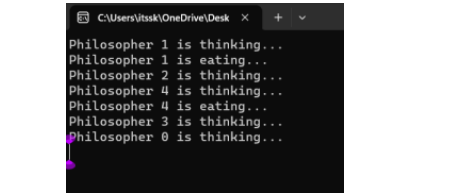 C:\Users\itssk\OneDrive\Desk
Philosopher 1 is thinking...
Philosopher 1 is eating...
Philosopher 2 is thinking...
Philosopher 4 is thinking...
Philosopher 4 is eating...
Philosopher 3 is thinking...
Philosopher 0 is thinking...